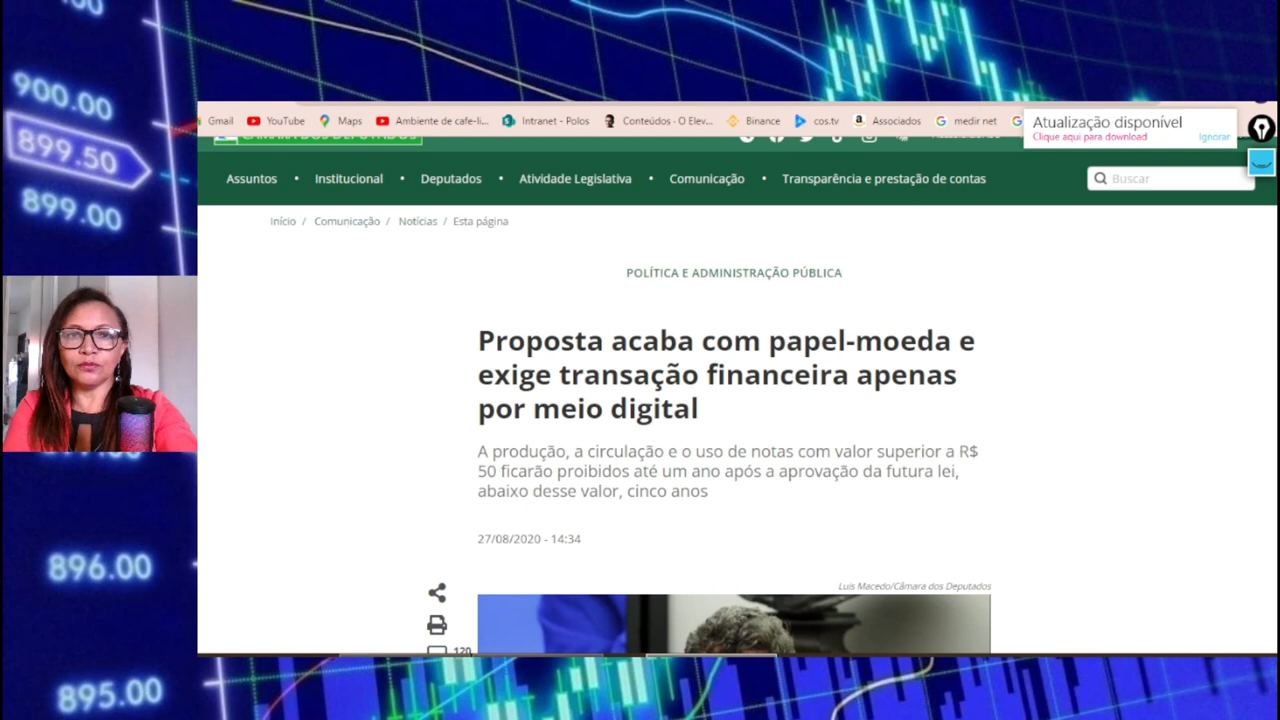 900.00
899.50
899.00
896.00
895.00
Gmail YouTube Maps Ambiente de cafe-li... Intranet - Polos Conteúdos - O Elev... Binance cos.tv Associados medir net
Atualização disponível
Clique aqui para download Ignorar
CÂMARA DOS DEPUTADOS
Assuntos • Institucional • Deputados • Atividade Legislativa • Comunicação • Transparência e prestação de contas
Buscar
Início / Comunicação / Notícias / Esta página
POLÍTICA E ADMINISTRAÇÃO PÚBLICA
Proposta acaba com papel-moeda e
exige transação financeira apenas
por meio digital
A produção, a circulação e o uso de notas com valor superior a R$
50 ficarão proibidos até um ano após a aprovação da futura lei,
abaixo desse valor, cinco anos
27/08/2020 - 14:34
Luis Macedo/Câmara dos Deputados
120